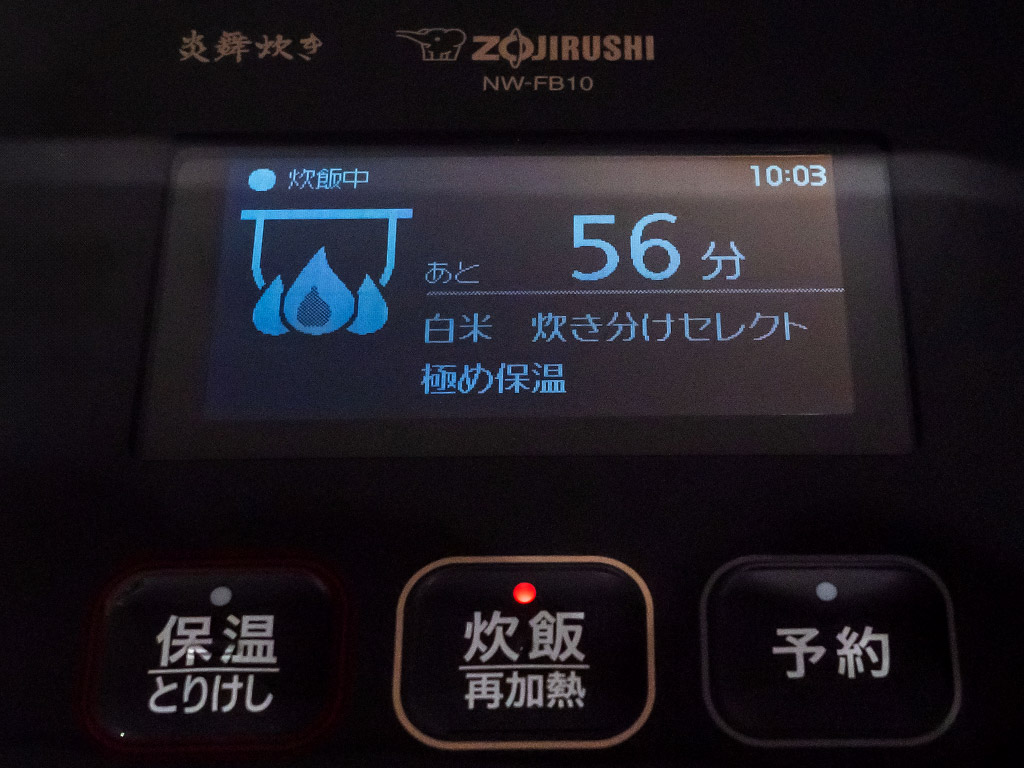 炎舞炊き ZOJIRUSHI
NW-FB10
炊飯中 10:03
あと 56 分
白米 炊き分けセレクト
極め保温
保温 炊飯 予約
とりけし 再加熱